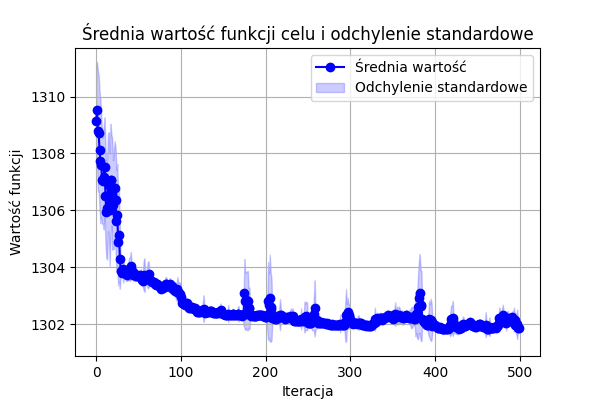 Średnia wartość funkcji celu i odchylenie standardowe
Średnia wartość
Odchylenie standardowe
Wartość funkcji
1310
1308
1306
1304
1302
0 100 200 300 400 500
Iteracja